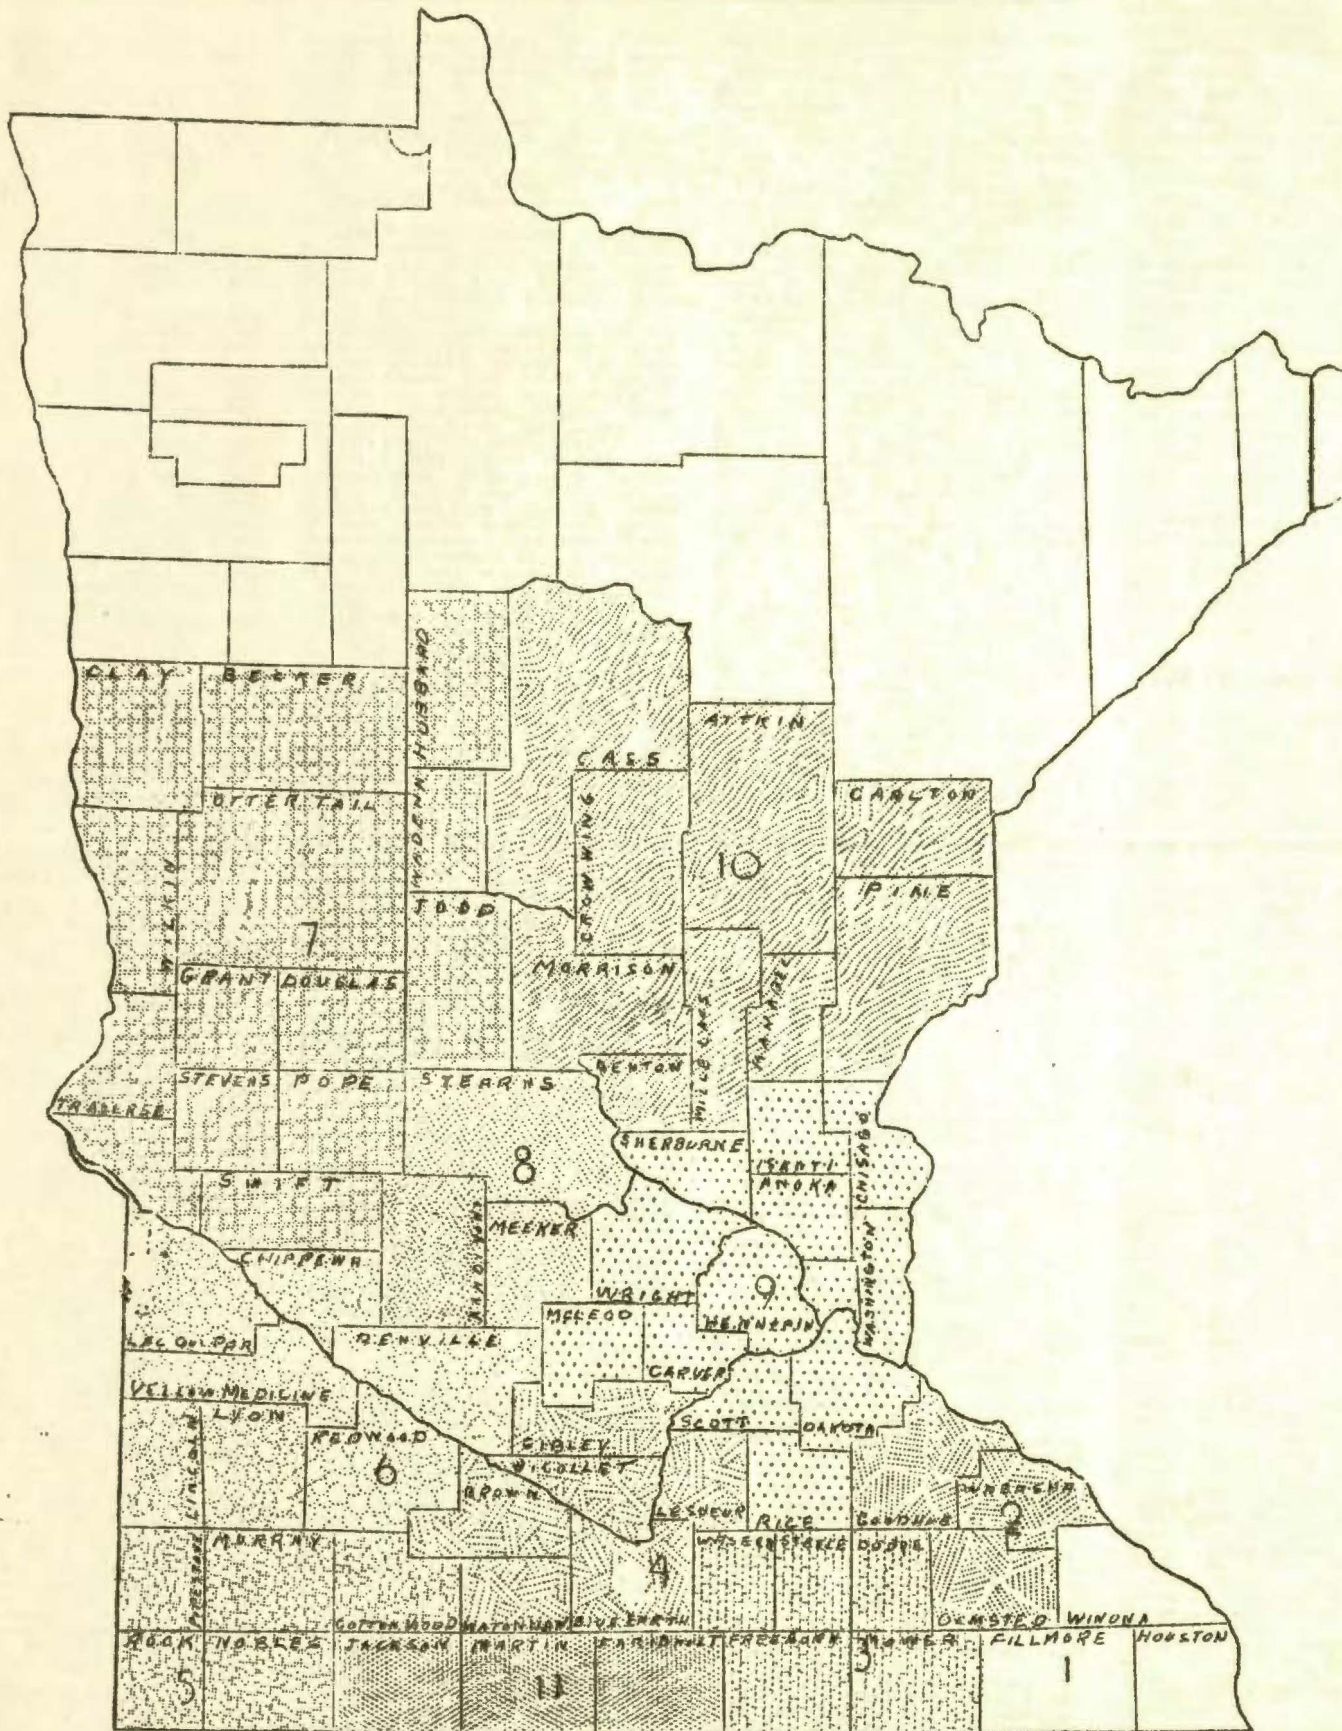 CLAY
BECKER
HUBBARD
OTTER TAIL
WADENA
CASS
AITKIN
CARLTON
CROW WING
10
PINE
WILKIN
7
TODD
GRANT
DOUGLAS
MORRISON
MILLE LACS
KANABEC
BENTON
STEVENS
POPE
STEARNS
TRAVERSE
SHERBURNE
ISANTI
ANOKA
CHISAGO
8
SWIFT
KANDIYOHI
MEEKER
WASHINGTON
CHIPPEWA
WRIGHT
9
HENNEPIN
MCLEOD
LAC QUI PAR
RENVILLE
CARVER
YELLOW MEDICINE
LYON
LINCOLN
REDWOOD
6
SIBLEY
NICOLLET
SCOTT
DAKOTA
BROWN
LESUEUR
RICE
GOODHUE
WABASHA
2
PIPESTONE
MURRAY
WASECA
STEELE
DODGE
4
COTTONWOOD
WATONWAN
BLUE EARTH
OLMSTED
WINONA
ROCK
NOBLES
JACKSON
MARTIN
FARIBAULT
FREEBORN
MOWER
FILLMORE
HOUSTON
5
11
3
1